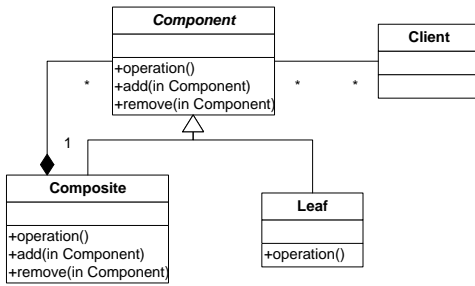 Component
+operation()
+add(in Component)
+remove(in Component)
Client
*
*
*
1
Composite
+operation()
+add(in Component)
+remove(in Component)
Leaf
+operation()